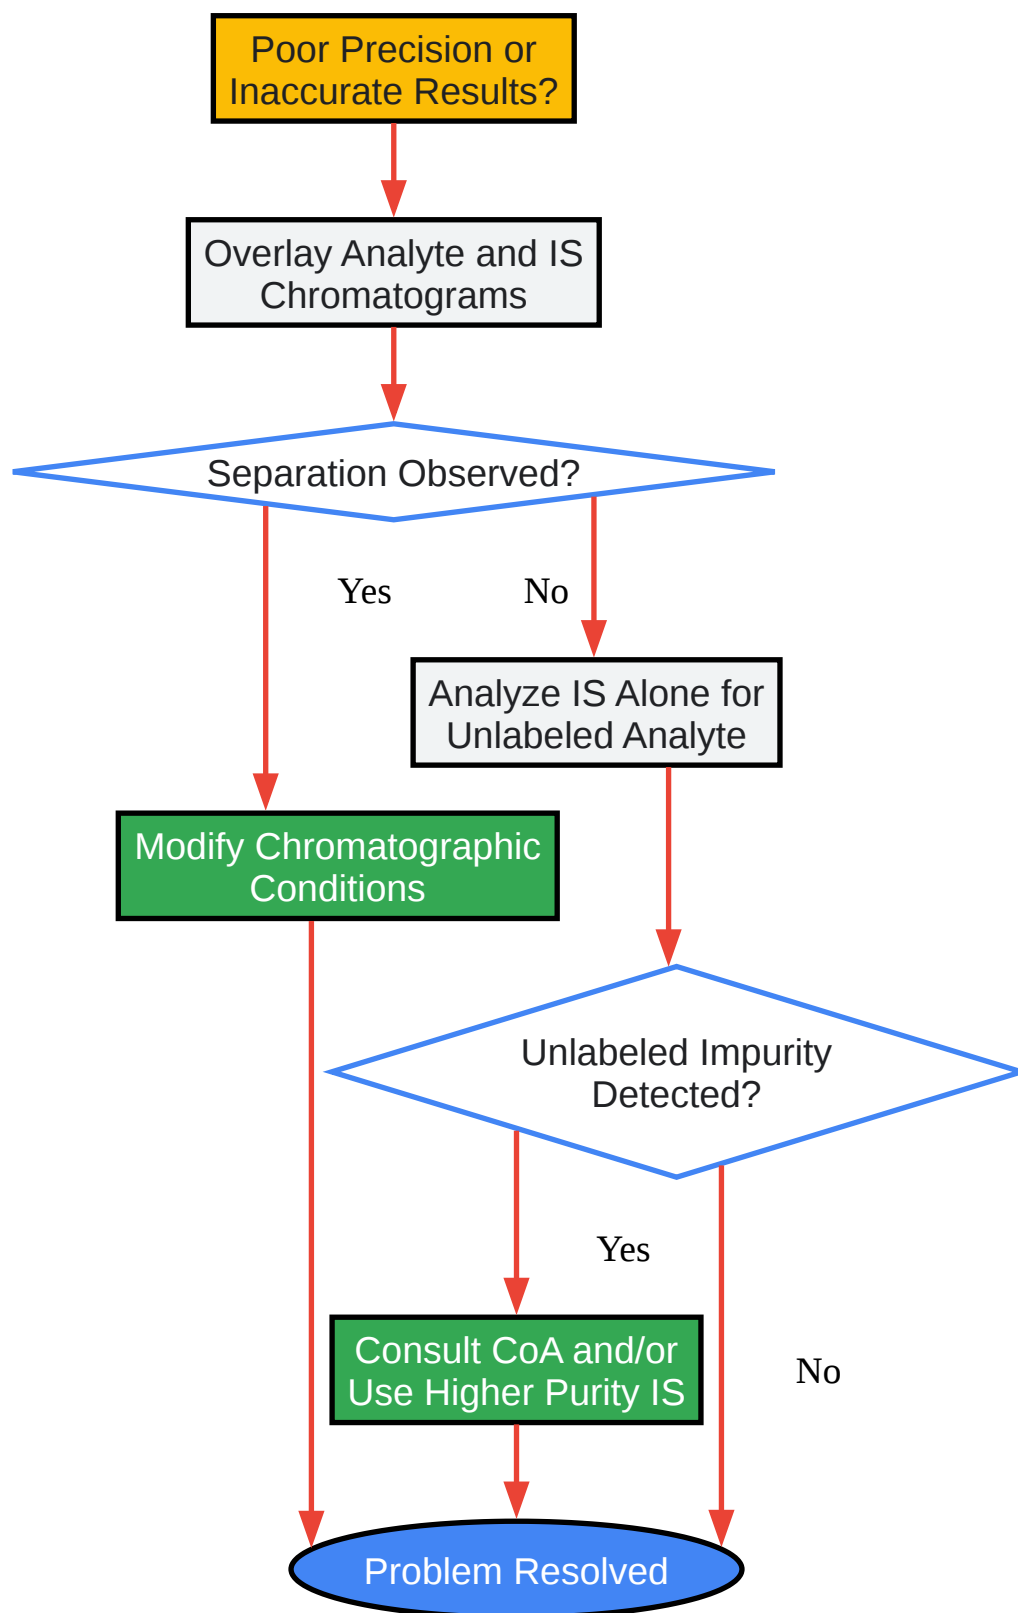 Poor Precision or
Inaccurate Results?
Overlay Analyte and IS
Chromatograms
Separation Observed?
Yes
No
Analyze IS Alone for
Unlabeled Analyte
Modify Chromatographic
Conditions
Unlabeled Impurity
Detected?
Yes
Consult CoA and/or
Use Higher Purity IS
No
Problem Resolved